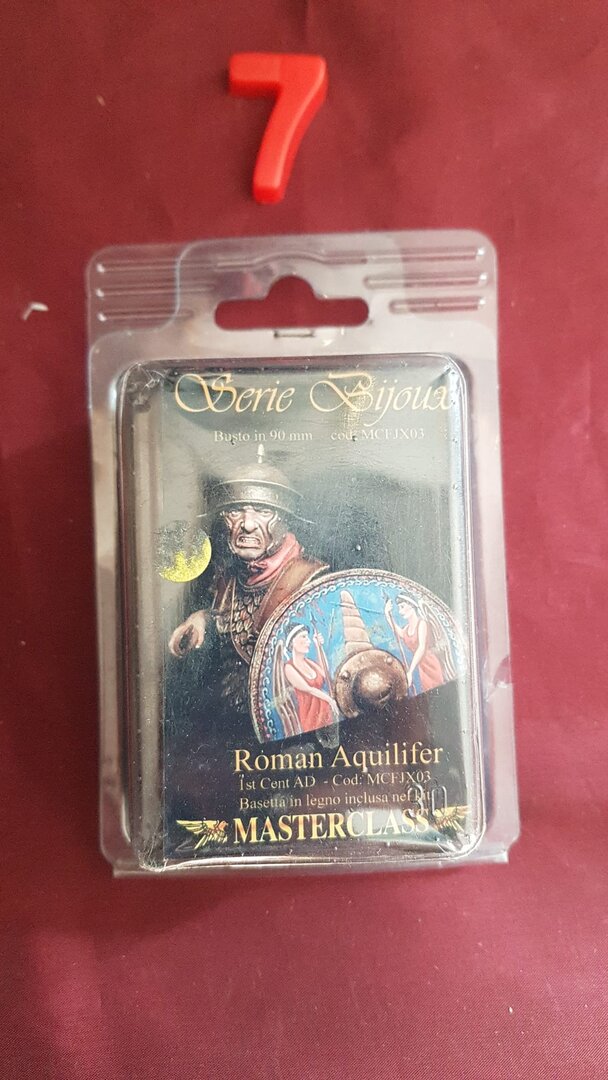 7
Serie Bijoux
Busto in 90 mm cod: MCFJX03
Roman Aquilifer
1st Cent AD - Cod: MCFJX03
Basetta in legno inclusa nel kit
30
MASTERCLASS